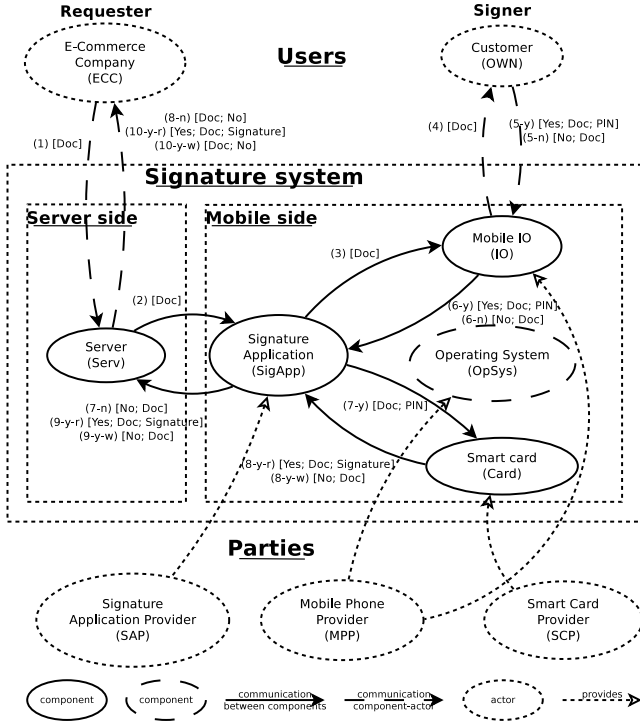 Requester
Signer
E-Commerce
Company
(ECC)
Users
Customer
(OWN)
(1) [Doc]
(8-n) [Doc; No]
(10-y-r) [Yes; Doc; Signature]
(10-y-w) [Doc; No]
(4) [Doc]
(5-y) [Yes; Doc; PIN]
(5-n) [No; Doc]
Signature system
Server side
Mobile side
Mobile IO
(IO)
(3) [Doc]
(2) [Doc]
(6-y) [Yes; Doc; PIN]
(6-n) [No; Doc]
Server
(Serv)
Signature
Application
(SigApp)
Operating System
(OpSys)
(7-n) [No; Doc]
(9-y-r) [Yes; Doc; Signature]
(9-y-w) [No; Doc]
(7-y) [Doc; PIN]
(8-y-r) [Yes; Doc; Signature]
(8-y-w) [No; Doc]
Smart card
(Card)
Parties
Signature
Application Provider
(SAP)
Mobile Phone
Provider
(MPP)
Smart Card
Provider
(SCP)
component
component
communication
between components
communication
component-actor
actor
provides